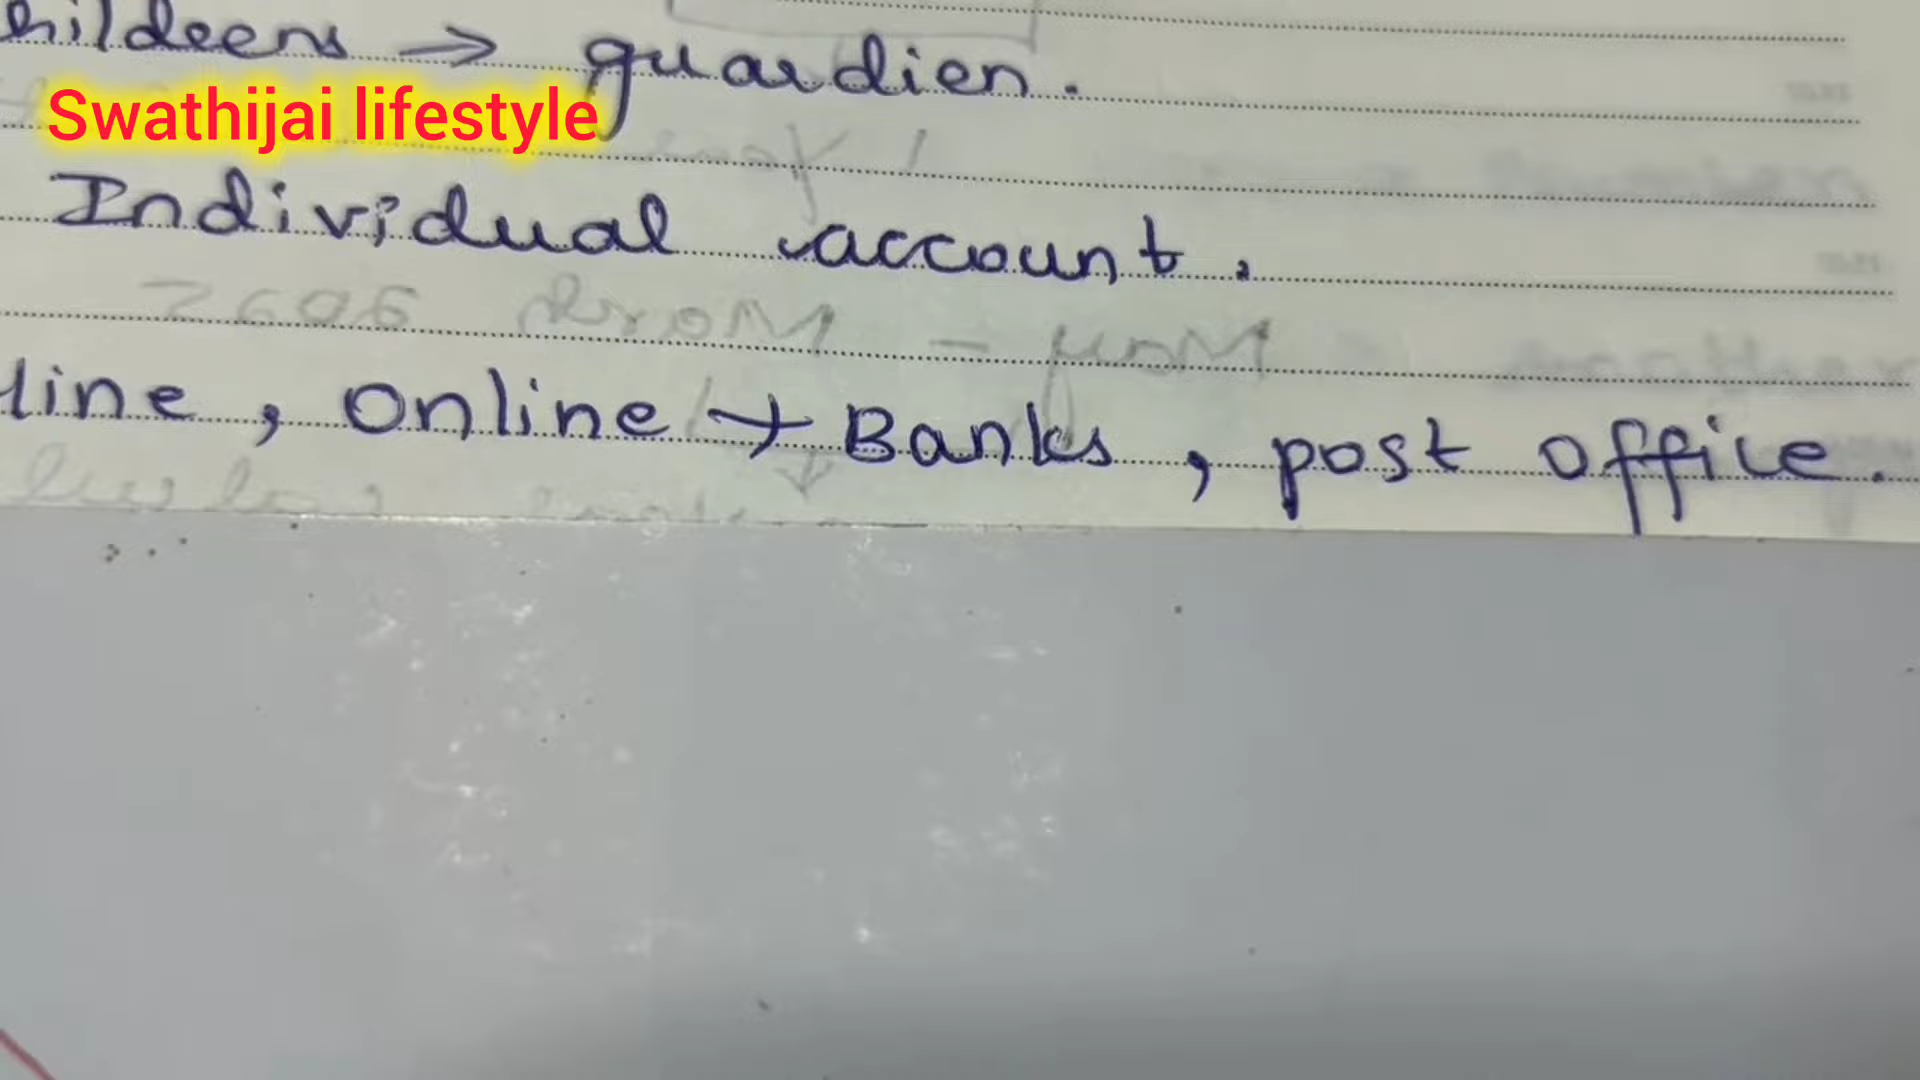 hildeens → guardien.
Swathijai lifestyle
Individual account.
line, Online → Banks, post office.